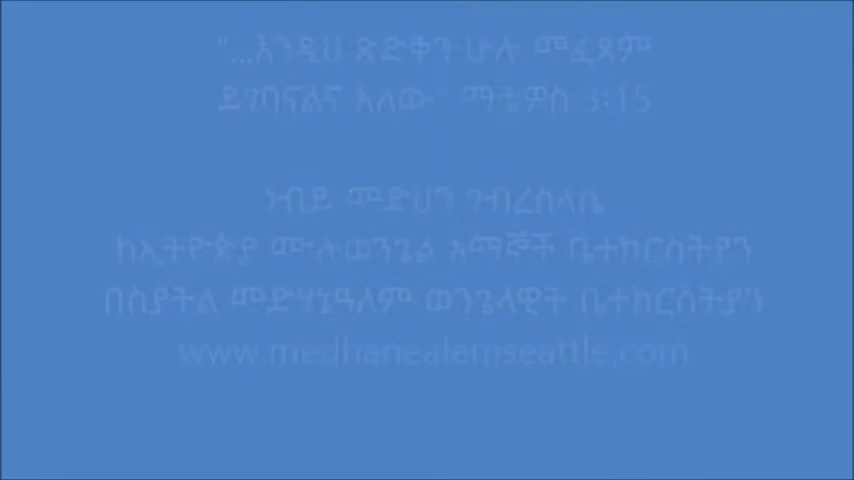 "...እንዲህ ጽድቅን ሁሉ መፈጸም
ይገባናልና አለው" ማቴዎስ 3፡15
ነብይ መድህን ገብረስላሴ
ከኢትዮጵያ ሙሉወንጌል አማኞች ቤተክርስትያን
በሲያትል መድሃኔዓለም ወንጌላዊት ቤተክርስትያን
www.medhanealemseattle.com